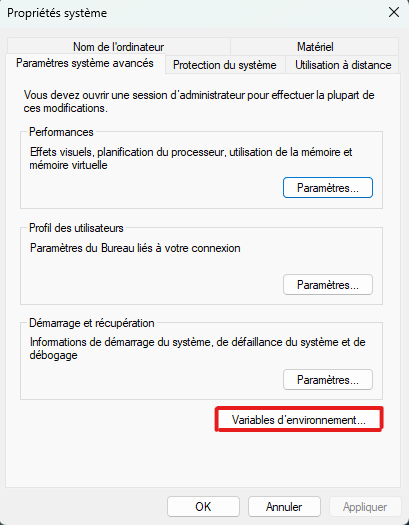 Propriétés système
Nom de l'ordinateur
Matériel
Paramètres système avancés
Protection du système
Utilisation à distance
Vous devez ouvrir une session d'administrateur pour effectuer la plupart de
ces modifications.
Performances
Effets visuels, planification du processeur, utilisation de la mémoire et
mémoire virtuelle
Paramètres...
Profil des utilisateurs
Paramètres du Bureau liés à votre connexion
Paramètres...
Démarrage et récupération
Informations de démarrage du système, de défaillance du système et de
débogage
Paramètres...
Variables d'environnement...
OK
Annuler
Appliquer